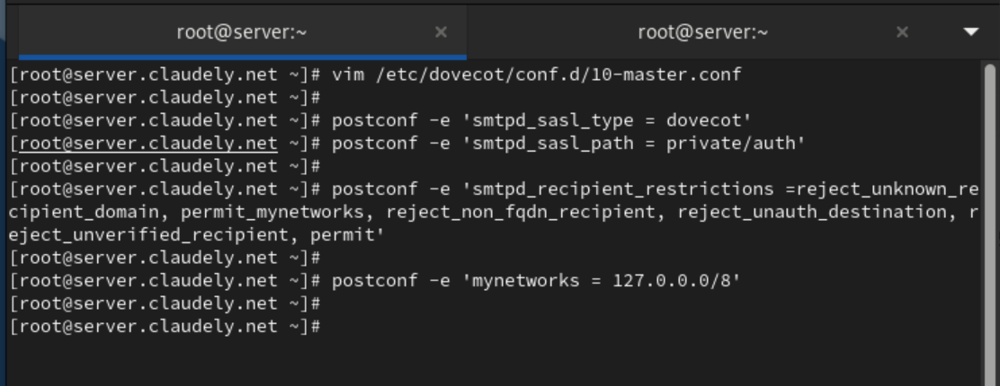 root@server:~ × root@server:~ ×
[root@server.claudely.net ~]# vim /etc/dovecot/conf.d/10-master.conf
[root@server.claudely.net ~]#
[root@server.claudely.net ~]# postconf -e 'smtpd_sasl_type = dovecot'
[root@server.claudely.net ~]# postconf -e 'smtpd_sasl_path = private/auth'
[root@server.claudely.net ~]#
[root@server.claudely.net ~]# postconf -e 'smtpd_recipient_restrictions =reject_unknown_re
cipient_domain, permit_mynetworks, reject_non_fqdn_recipient, reject_unauth_destination, r
eject_unverified_recipient, permit'
[root@server.claudely.net ~]#
[root@server.claudely.net ~]# postconf -e 'mynetworks = 127.0.0.0/8'
[root@server.claudely.net ~]#
[root@server.claudely.net ~]#